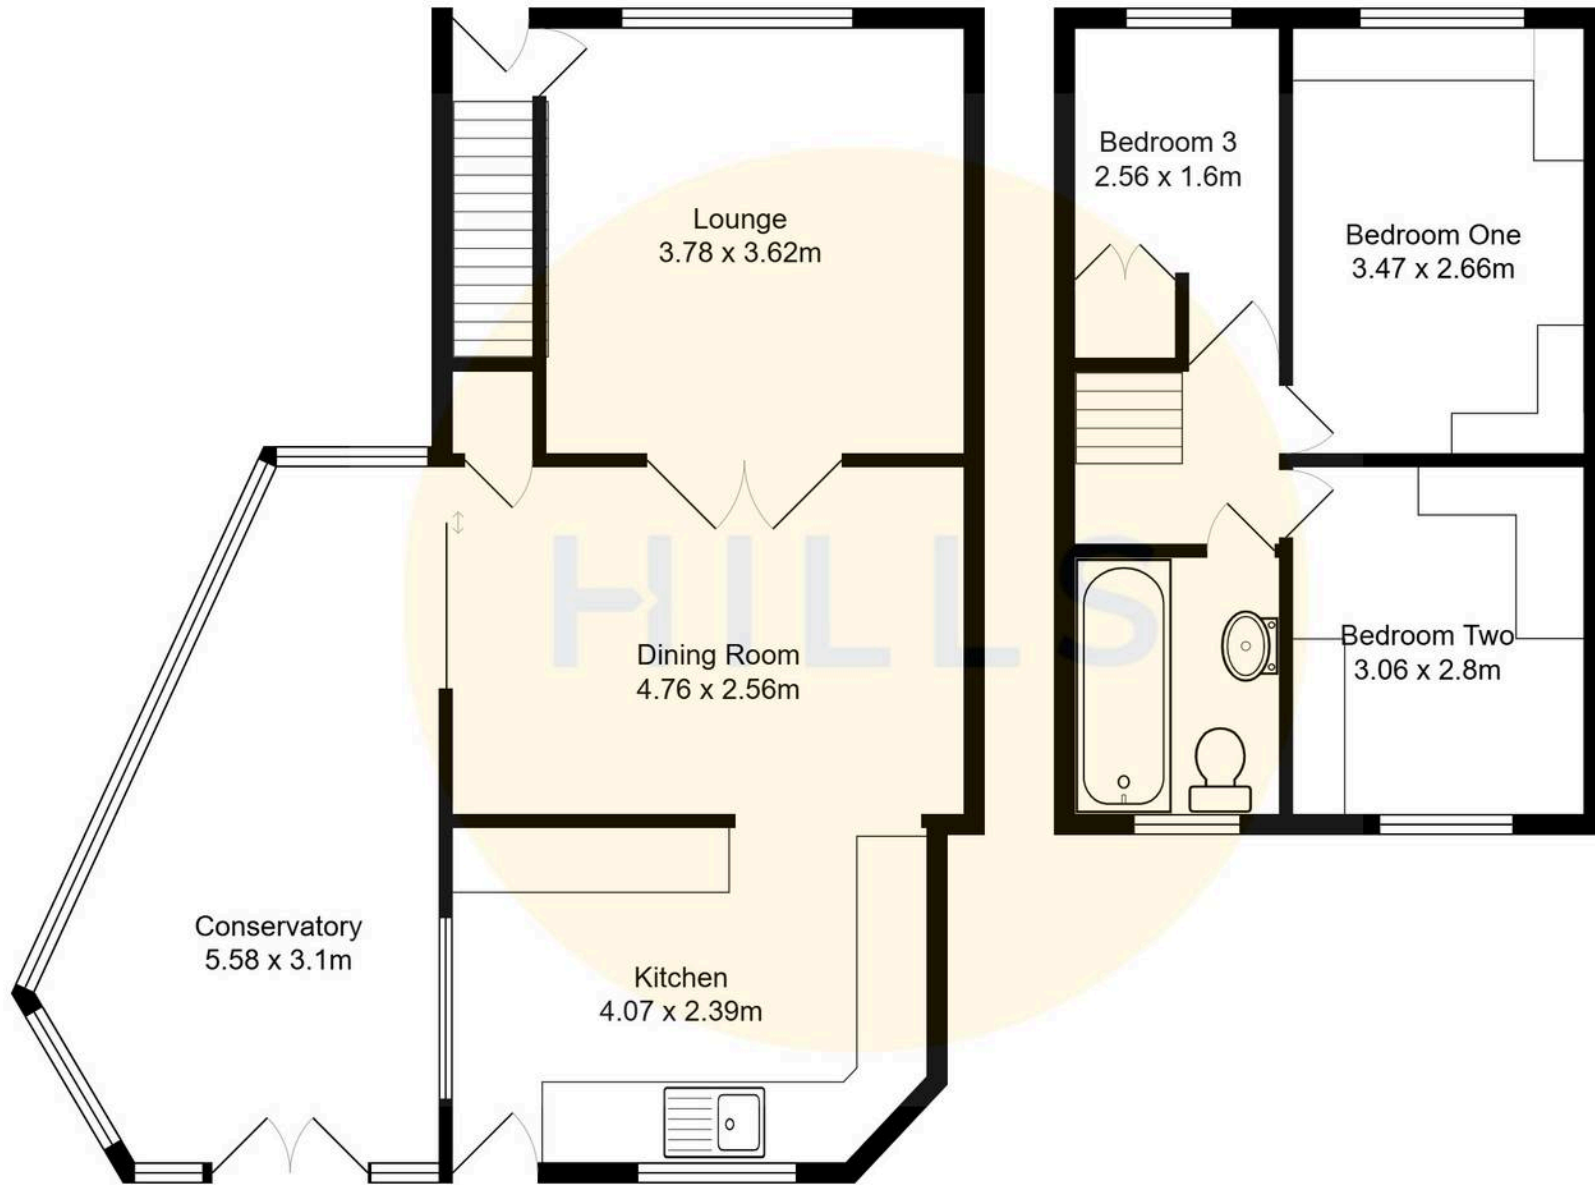 Lounge
3.78 x 3.62m
Dining Room
4.76 x 2.56m
Conservatory
5.58 x 3.1m
Kitchen
4.07 x 2.39m
Bedroom 3
2.56 x 1.6m
Bedroom One
3.47 x 2.66m
Bedroom Two
3.06 x 2.8m
HILLS